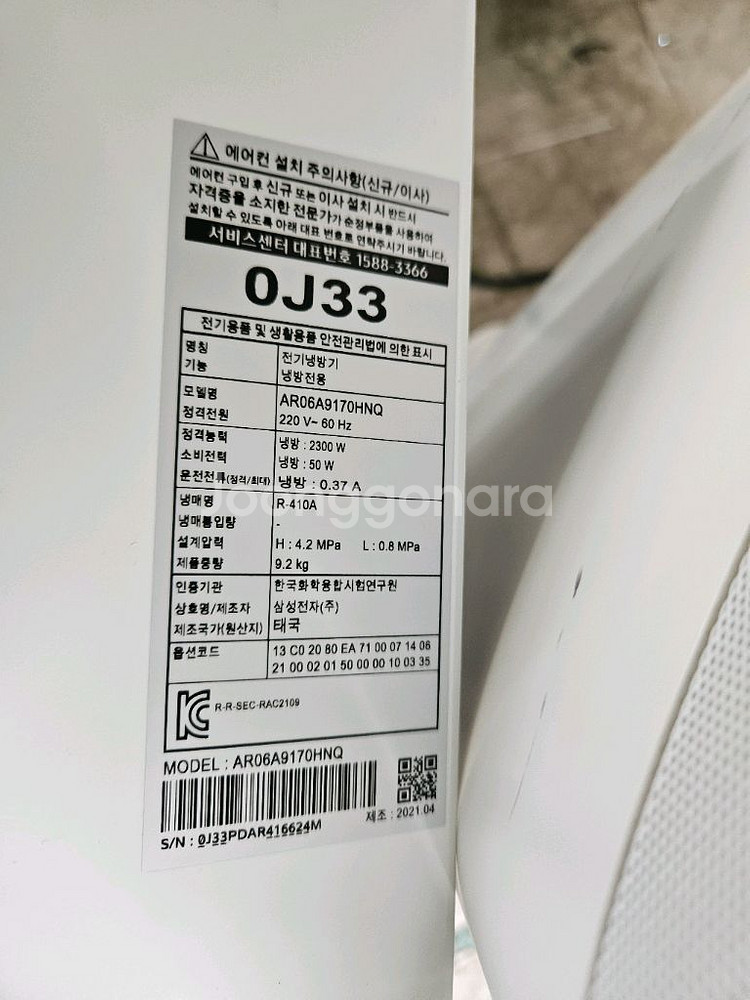 에어컨 설치 주의사항(신규/이사)
에어컨 구입 후 신규 또는 이사 설치 시 반드시
자격증을 소지한 전문가가 순정부품을 사용하여
설치할 수 있도록 아래 대표 번호로 연락주시기 바랍니다.
서비스센터 대표번호 1588-3366
0J33
전기용품 및 생활용품 안전관리법에 의한 표시
명칭 전기냉방기
기능 냉방전용
모델명 AR06A9170HNQ
정격전원 220 V~ 60 Hz
정격능력 냉방 : 2300 W
소비전력 냉방 : 50 W
운전전류(정격/최대) 냉방 : 0.37 A
냉매명 R-410A
냉매봉입량 -
설계압력 H : 4.2 MPa L : 0.8 MPa
제품중량 9.2 kg
인증기관 한국화학융합시험연구원
상호명/제조자 삼성전자(주)
제조국가(원산지) 태국
옵션코드 13 C0 20 80 EA 71 00 07 14 06
21 00 02 01 50 00 00 10 03 35
R-R-SEC-RAC2109
MODEL : AR06A9170HNQ
제조 : 2021.04
S/N : 0J33PDAR416624M
Joonggonara